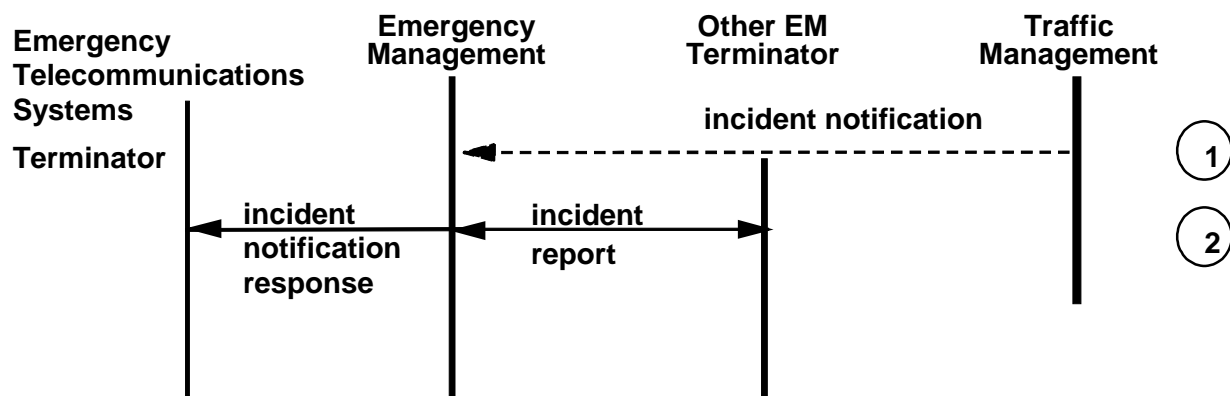 Emergency
Telecommunications
Systems
Terminator
Emergency
Management
Other EM
Terminator
Traffic
Management
incident notification
1
incident
notification
response
incident
report
2